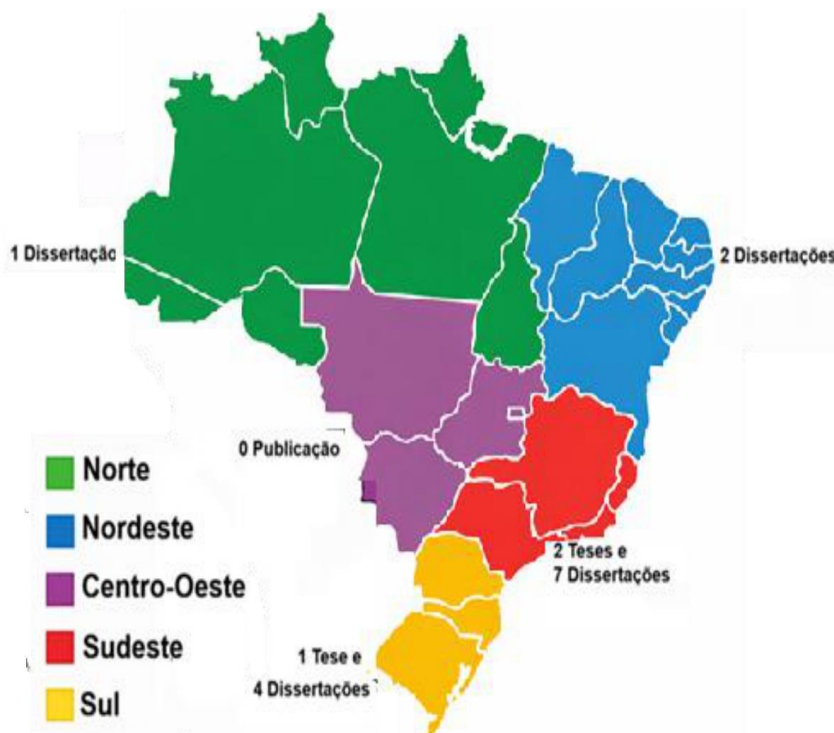 1 Dissertação
2 Dissertações
0 Publicação
Norte
Nordeste
Centro-Oeste
Sudeste
Sul
2 Teses e
7 Dissertações
1 Tese e
4 Dissertações